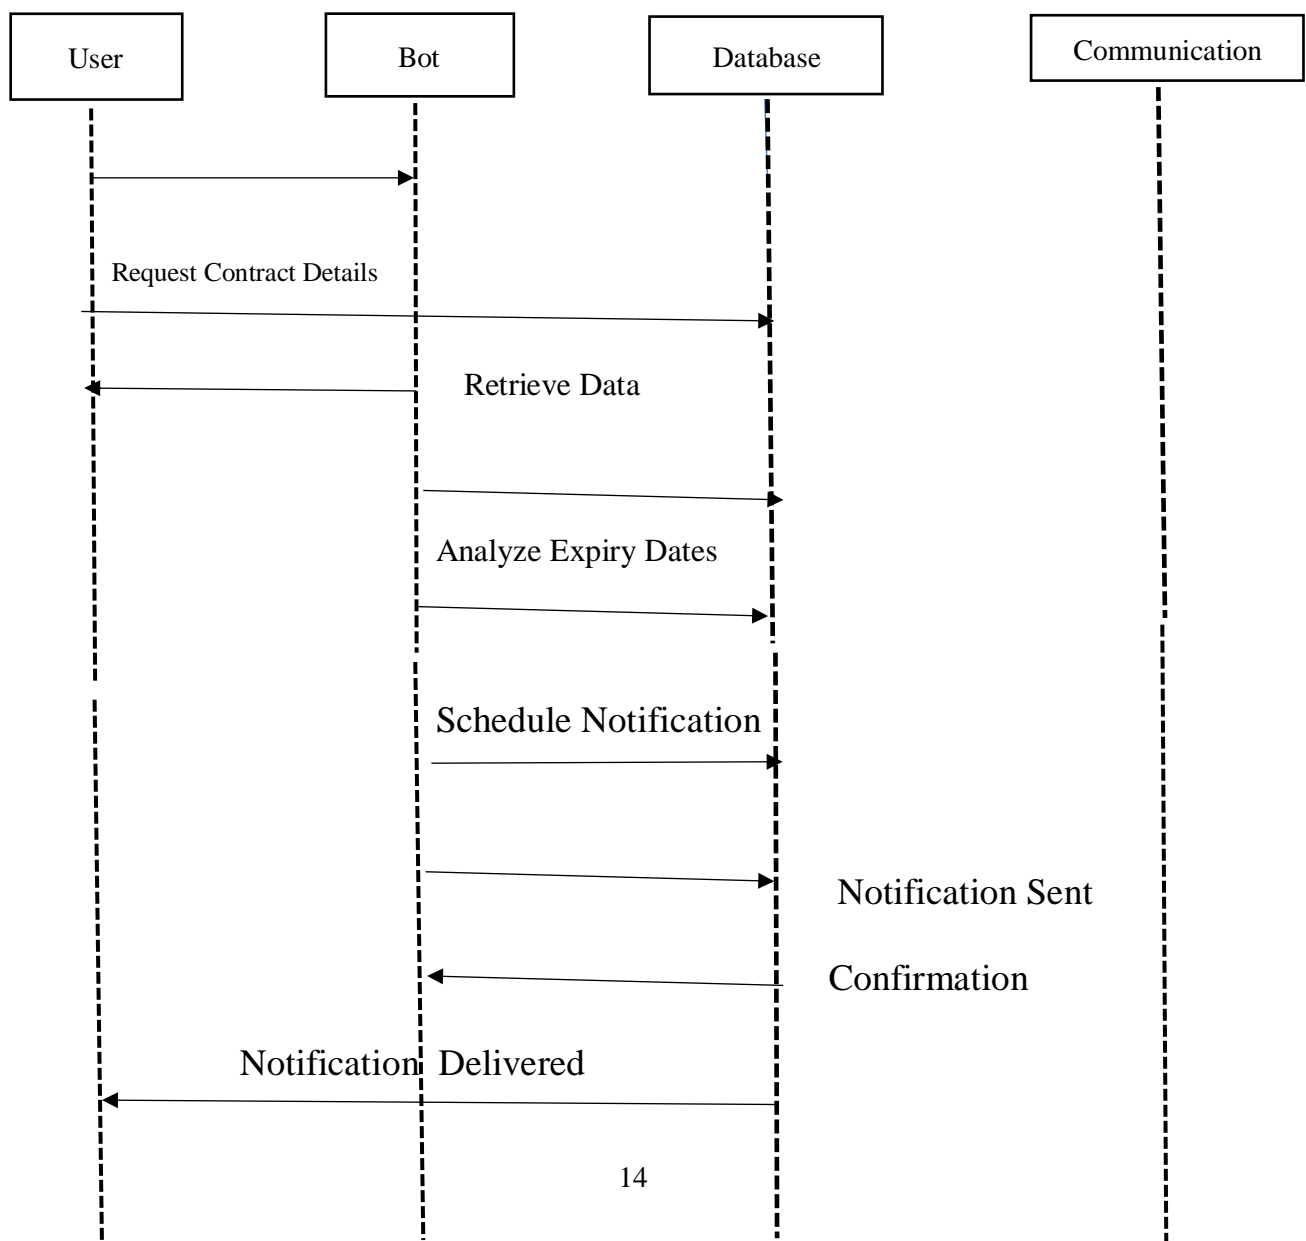 User
Bot
Database
Communication
Request Contract Details
Retrieve Data
Analyze Expiry Dates
Schedule Notification
Notification Sent
Confirmation
Notification Delivered
14